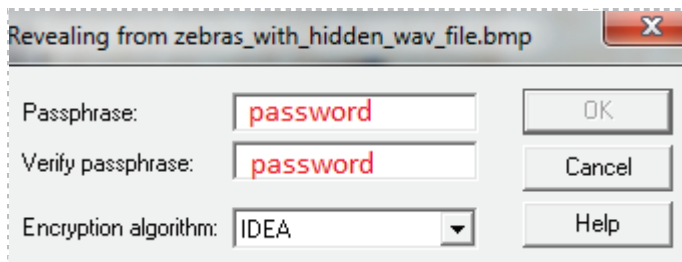 Revealing from zebras_with_hidden_wav_file.bmp X
Passphrase: password OK
Verify passphrase: password Cancel
Encryption algorithm: IDEA Help